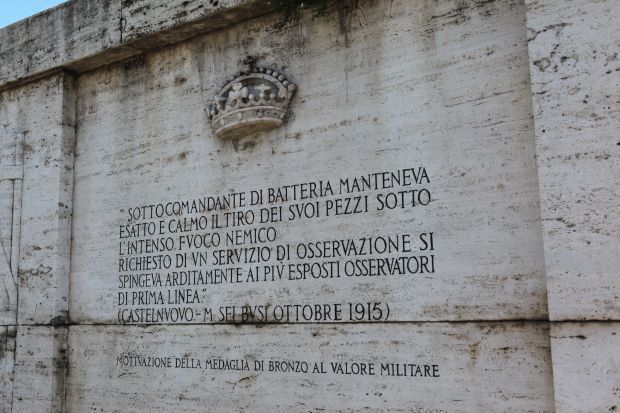 "SOTTOCOMANDANTE DI BATTERIA MANTENEVA
ESATTO E CALMO IL TIRO DEI SVOI PEZZI SOTTO
L'INTENSO FVOCO NEMICO
RICHIESTO DI VN SERVIZIO DI OSSERVAZIONE SI
SPINGEVA ARDITAMENTE AI PIV ESPOSTI OSSERVATORI
DI PRIMA LINEA."
(CASTELNVOVO - M. SEI BVSI OTTOBRE 1915)
MOTIVAZIONE DELLA MEDAGLIA DI BRONZO AL VALORE MILITARE